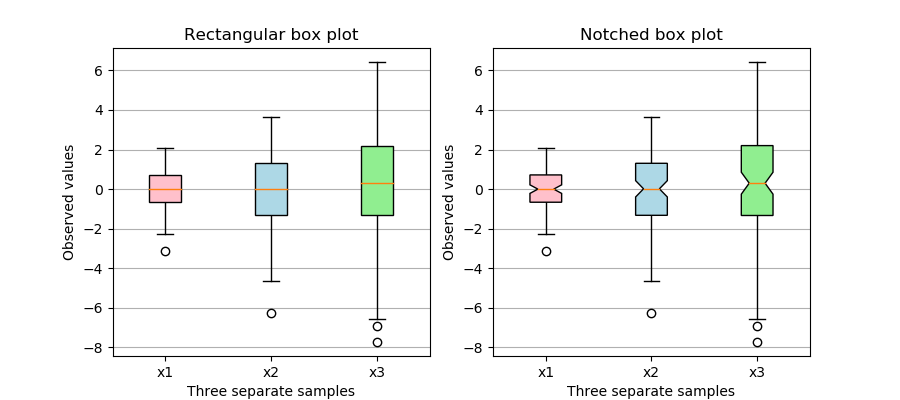 Rectangular box plot
Observed values
6
4
2
0
−2
−4
−6
−8
x1 x2 x3
Three separate samples
Notched box plot
Observed values
6
4
2
0
−2
−4
−6
−8
x1 x2 x3
Three separate samples